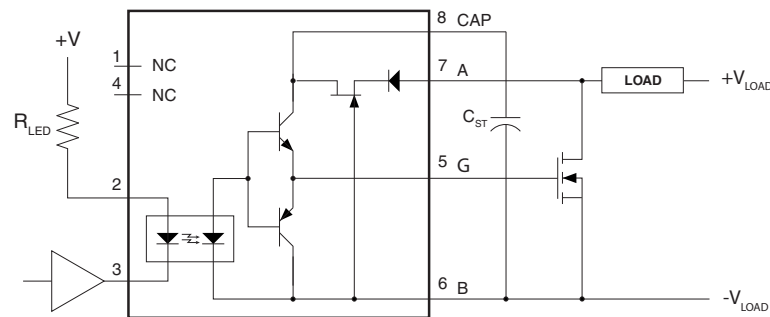 8 CAP
+V
1 NC
7 A
LOAD
+VLOAD
4 NC
RLED
CST
5 G
2
3
6 B
-VLOAD